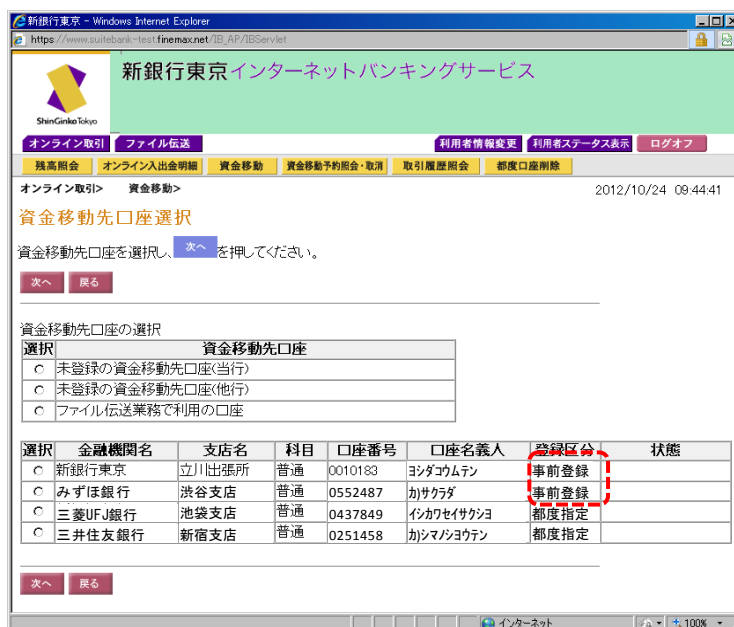 新銀行東京 - Windows Internet Explorer
https://www.suitebank-test.finemax.net/IB_AP/IBServlet
新銀行東京インターネットバンキングサービス
ShinGinkoTokyo
オンライン取引 ファイル伝送 利用者情報変更 利用者ステータス表示 ログオフ
残高照会 オンライン入出金明細 資金移動 資金移動予約照会・取消 取引履歴照会 都度口座削除
オンライン取引> 資金移動> 2012/10/24 09:44:41
資金移動先口座選択
資金移動先口座を選択し、 次へ を押してください。
次へ 戻る
資金移動先口座の選択
選択 資金移動先口座
未登録の資金移動先口座(当行)
未登録の資金移動先口座(他行)
ファイル伝送業務で利用の口座
選択 金融機関名 支店名 科目 口座番号 口座名義人 登録区分 状態
新銀行東京 立川出張所 普通 0010183 ヨシダコウムテン 事前登録
みずほ銀行 渋谷支店 普通 0552487 カ)サクラダ 事前登録
三菱UFJ銀行 池袋支店 普通 0437849 イシカワセイサクショ 都度指定
三井住友銀行 新宿支店 普通 0251458 カ)シマノショウテン 都度指定
次へ 戻る
インターネット 100%